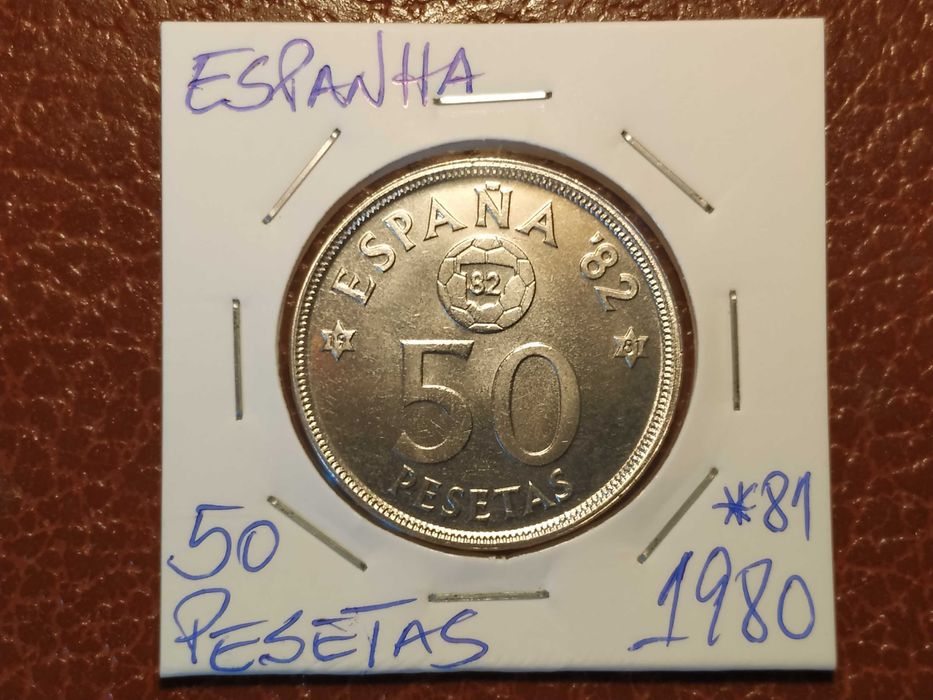 ESPANHA
ESPAÑA '82
82
19 81
50
PESETAS
50
PESETAS
*81
1980